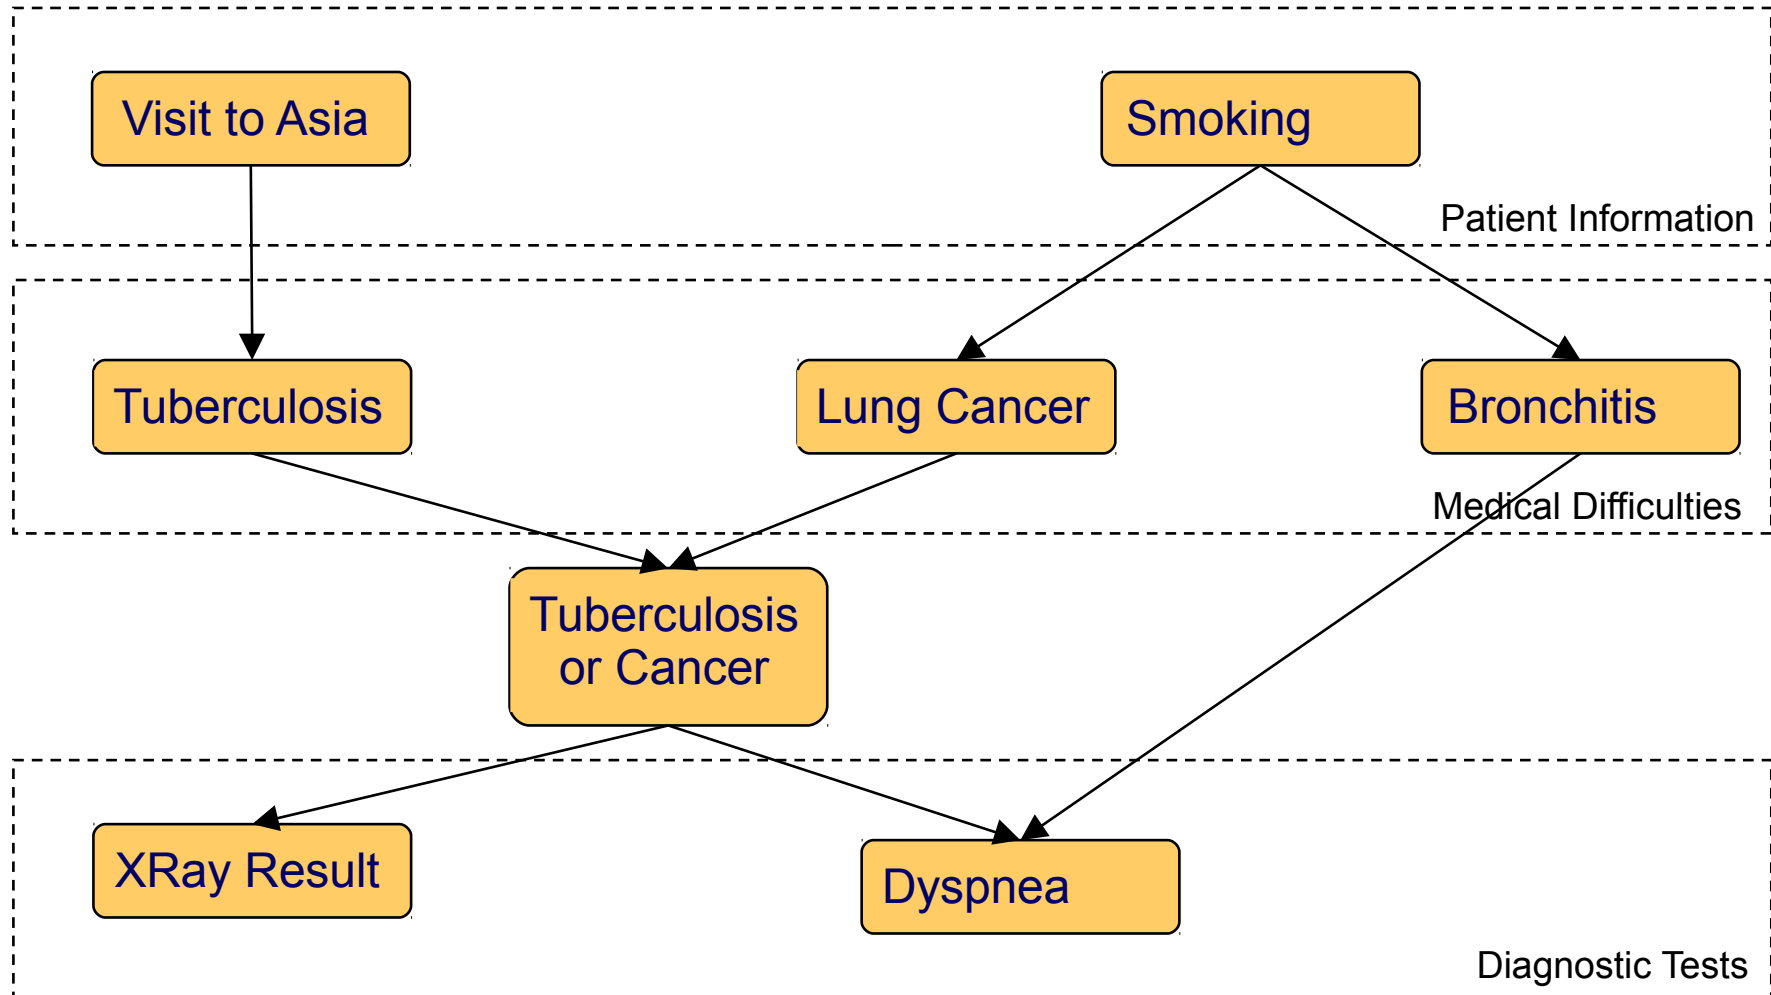 Visit to Asia
Smoking
Patient Information
Tuberculosis
Lung Cancer
Bronchitis
Medical Difficulties
Tuberculosis
or Cancer
XRay Result
Dyspnea
Diagnostic Tests